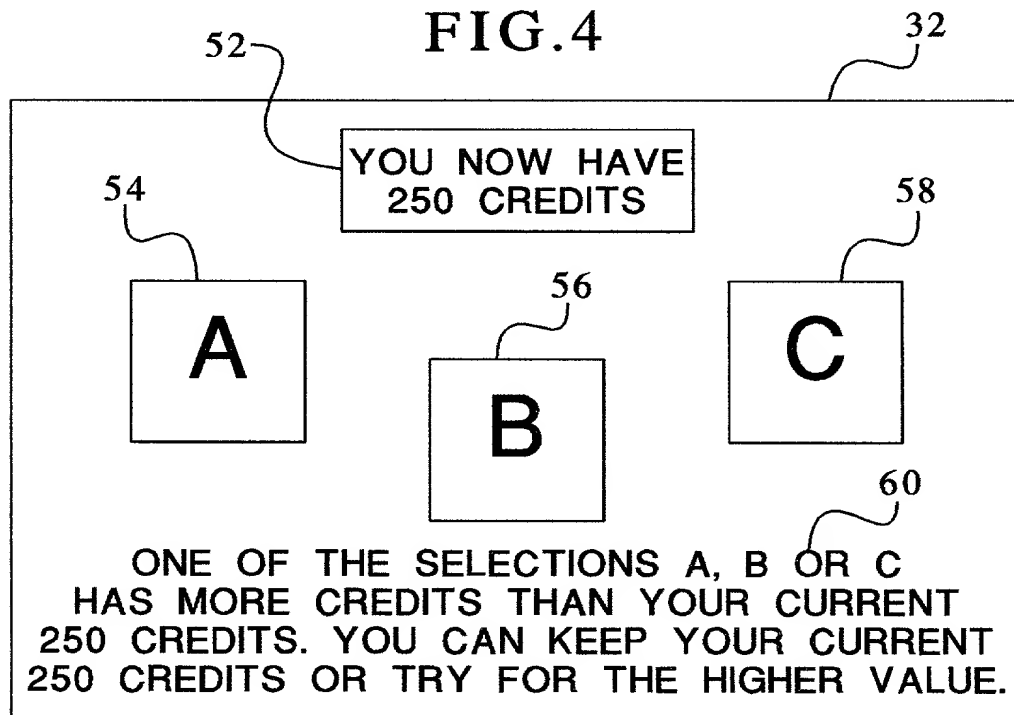 FIG.4
52
32
YOU NOW HAVE
250 CREDITS
54
58
56
A
B
C
60
ONE OF THE SELECTIONS A, B OR C
HAS MORE CREDITS THAN YOUR CURRENT
250 CREDITS. YOU CAN KEEP YOUR CURRENT
250 CREDITS OR TRY FOR THE HIGHER VALUE.